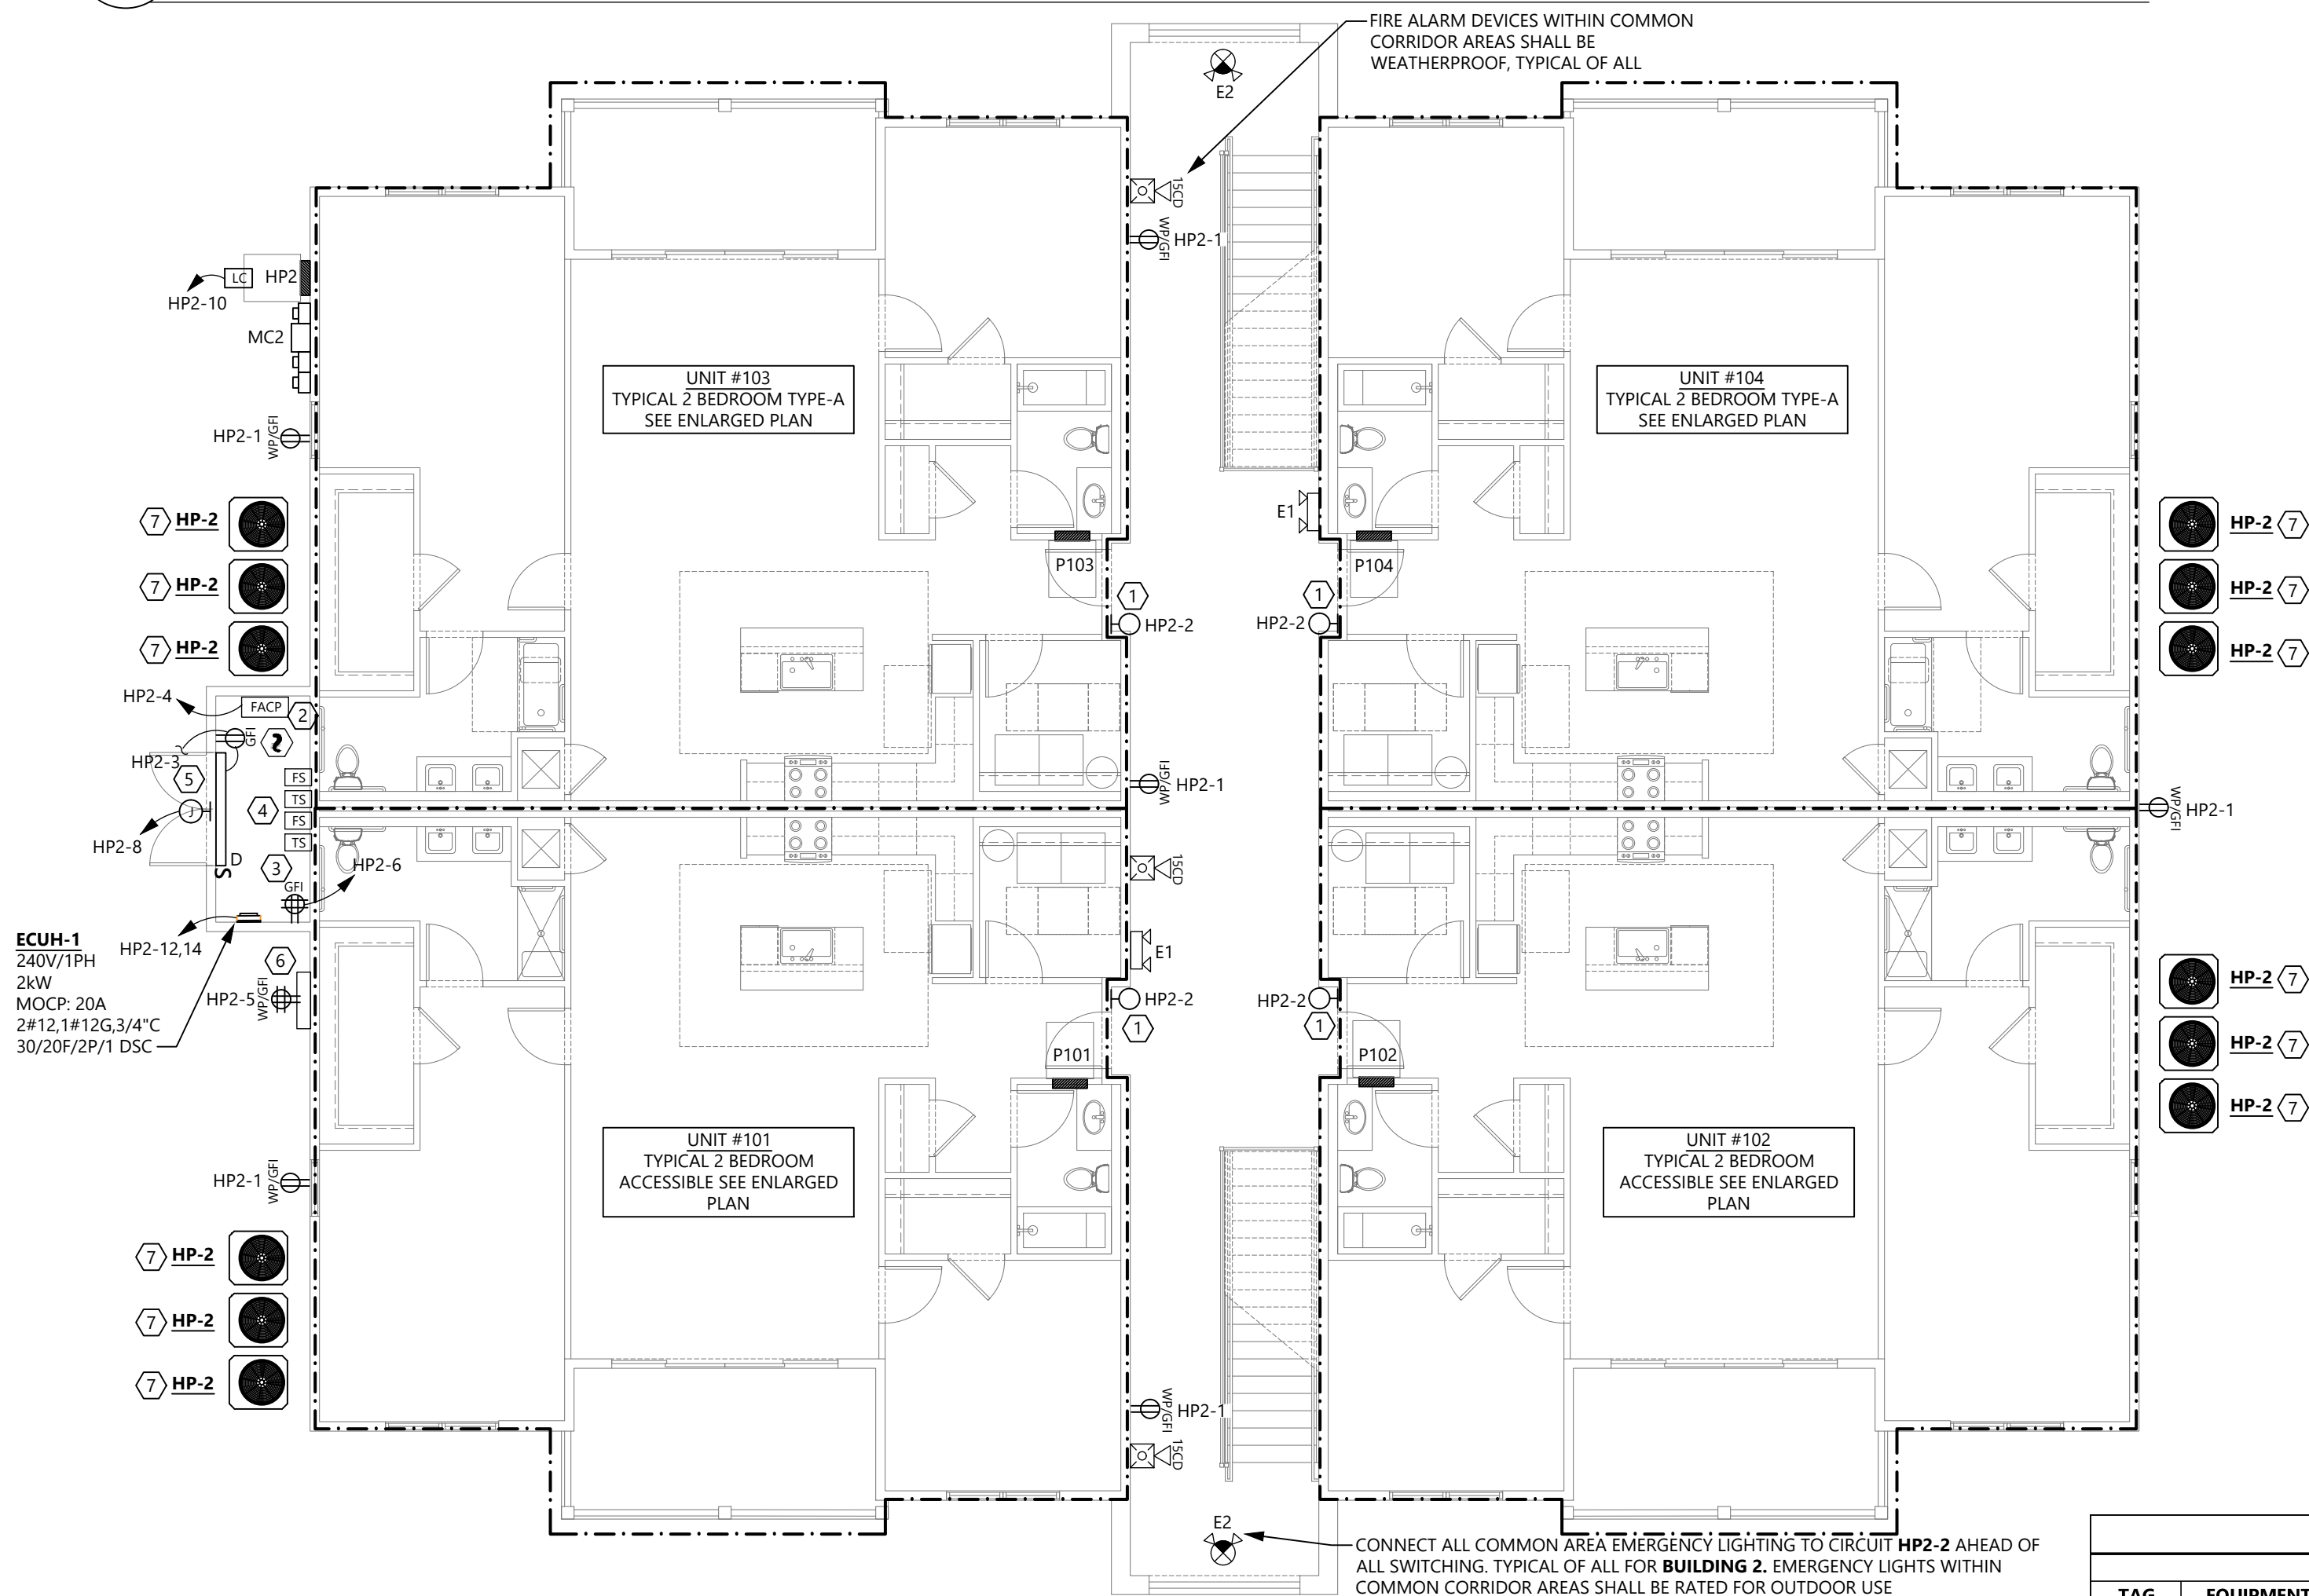 FIRE ALARM DEVICES WITHIN COMMON
CORRIDOR AREAS SHALL BE
WEATHERPROOF, TYPICAL OF ALL
E2
15CD
WP/GFI
HP2-1
LC
HP2
HP2-10
MC2
HP2-1
WP/GFI
UNIT #103
TYPICAL 2 BEDROOM TYPE-A
SEE ENLARGED PLAN
UNIT #104
TYPICAL 2 BEDROOM TYPE-A
SEE ENLARGED PLAN
7 HP-2
7 HP-2
7 HP-2
HP-2 7
HP-2 7
HP-2 7
E1
P103
P104
1
1
HP2-2
HP2-2
HP2-4
FACP
2
GFI
HP2-3
5
FS
TS
4
FS
TS
J
HP2-8
D
S
3
HP2-6
GFI
WP/GFI
HP2-1
WP/GFI
HP2-1
15CD
E1
ECUH-1
240V/1PH
2kW
MOCP: 20A
2#12,1#12G,3/4"C
30/20F/2P/1 DSC
HP2-12,14
6
HP2-5
WP/GFI
HP2-2
HP2-2
1
1
P101
P102
HP-2 7
HP-2 7
HP-2 7
UNIT #101
TYPICAL 2 BEDROOM
ACCESSIBLE SEE ENLARGED
PLAN
UNIT #102
TYPICAL 2 BEDROOM
ACCESSIBLE SEE ENLARGED
PLAN
HP2-1
WP/GFI
7 HP-2
7 HP-2
7 HP-2
WP/GFI
HP2-1
15CD
E2
CONNECT ALL COMMON AREA EMERGENCY LIGHTING TO CIRCUIT HP2-2 AHEAD OF
ALL SWITCHING. TYPICAL OF ALL FOR BUILDING 2. EMERGENCY LIGHTS WITHIN
COMMON CORRIDOR AREAS SHALL BE RATED FOR OUTDOOR USE
TAG
EQUIPMENT